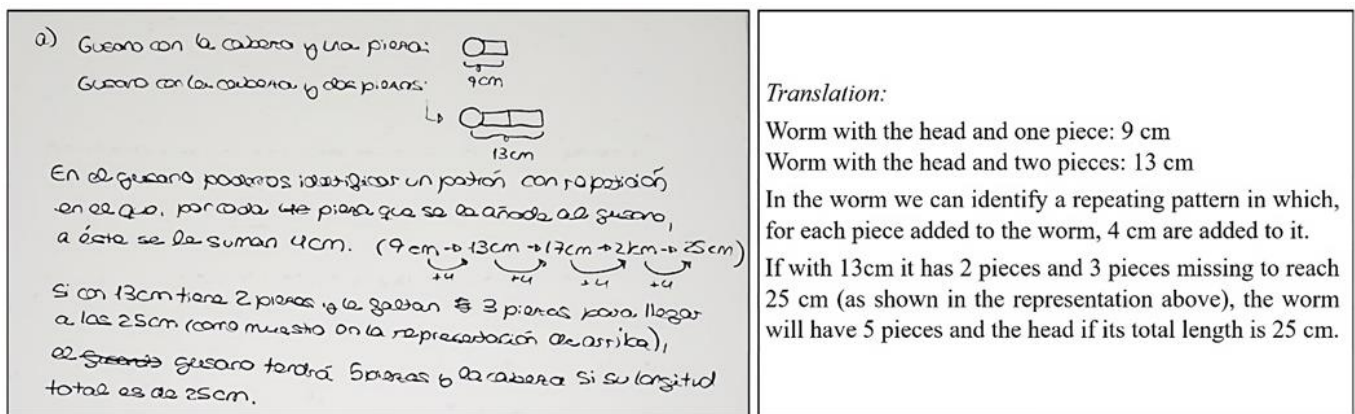 a) Gusano con la cabeza y una pieza:
9cm
Gusano con la cabeza y dos piezas:
13cm
En el gusano podemos identificar un patrón con repetición
en el que, por cada pieza que se le añade al gusano,
a éste se le suman 4cm. (9cm → 13cm → 17cm → 21cm → 25cm)
+4 +4 +4 +4
Si con 13cm tiene 2 piezas y le faltan 3 piezas para llegar
a las 25cm (como muestro en la representación de arriba),
el gusano tendrá 5 piezas y la cabeza si su longitud
total es de 25cm.
Translation:
Worm with the head and one piece: 9 cm
Worm with the head and two pieces: 13 cm
In the worm we can identify a repeating pattern in which,
for each piece added to the worm, 4 cm are added to it.
If with 13cm it has 2 pieces and 3 pieces missing to reach
25 cm (as shown in the representation above), the worm
will have 5 pieces and the head if its total length is 25 cm.